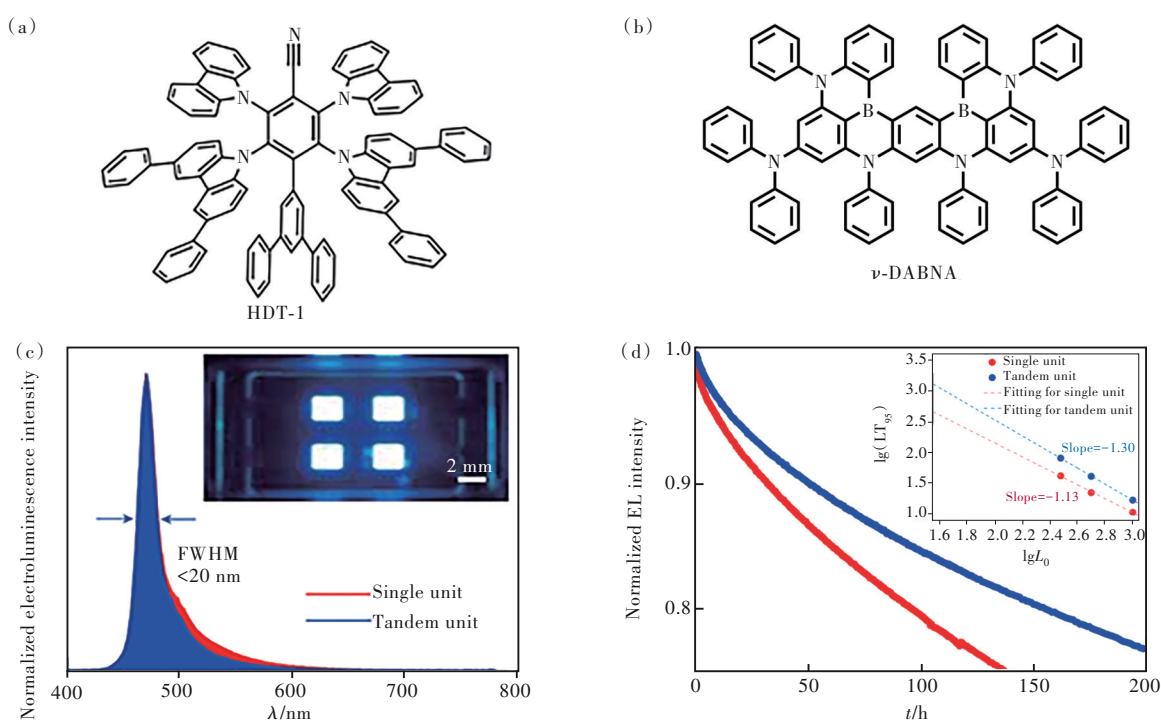 (a)
N
N
N
N
N
HDT-1
(b)
N
N
B
B
N
N
N
N
ν-DABNA
(c)
Normalized electroluminescence intensity
FWHM
<20 nm
2 mm
Single unit
Tandem unit
400
500
600
700
800
λ/nm
(d)
Normalized EL intensity
1.0
0.9
0.8
0
50
100
150
200
t/h
lg(LT95)
3.5
3.0
2.5
2.0
1.5
1.0
Single unit
Tandem unit
Fitting for single unit
Fitting for tandem unit
Slope=-1.30
Slope=-1.13
1.6
1.8
2.0
2.2
2.4
2.6
2.8
3.0
lgL0